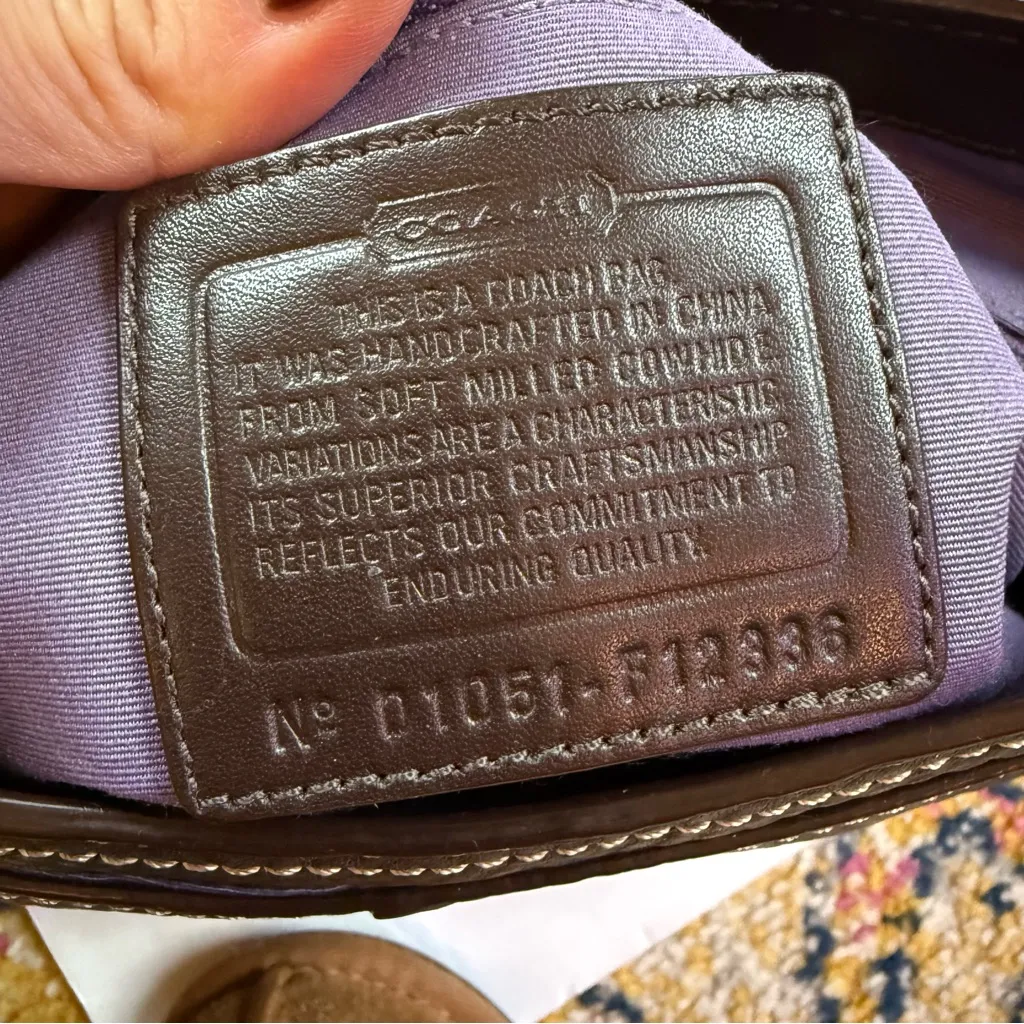 COACH
THIS IS A COACH BAG.
IT WAS HANDCRAFTED IN CHINA
FROM SOFT MILLED COWHIDE.
VARIATIONS ARE A CHARACTERISTIC.
ITS SUPERIOR CRAFTSMANSHIP
REFLECTS OUR COMMITMENT TO
ENDURING QUALITY.
Nº 01051-F12336